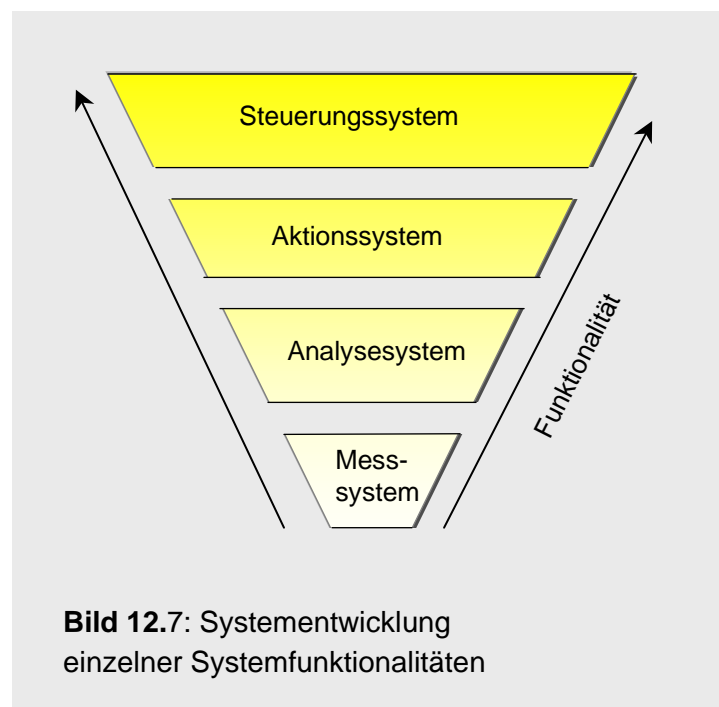 Steuerungssystem
Aktionssystem
Analysesystem
Funktionalität
Mess-
system
Bild 12.7: Systementwicklung
einzelner Systemfunktionalitäten